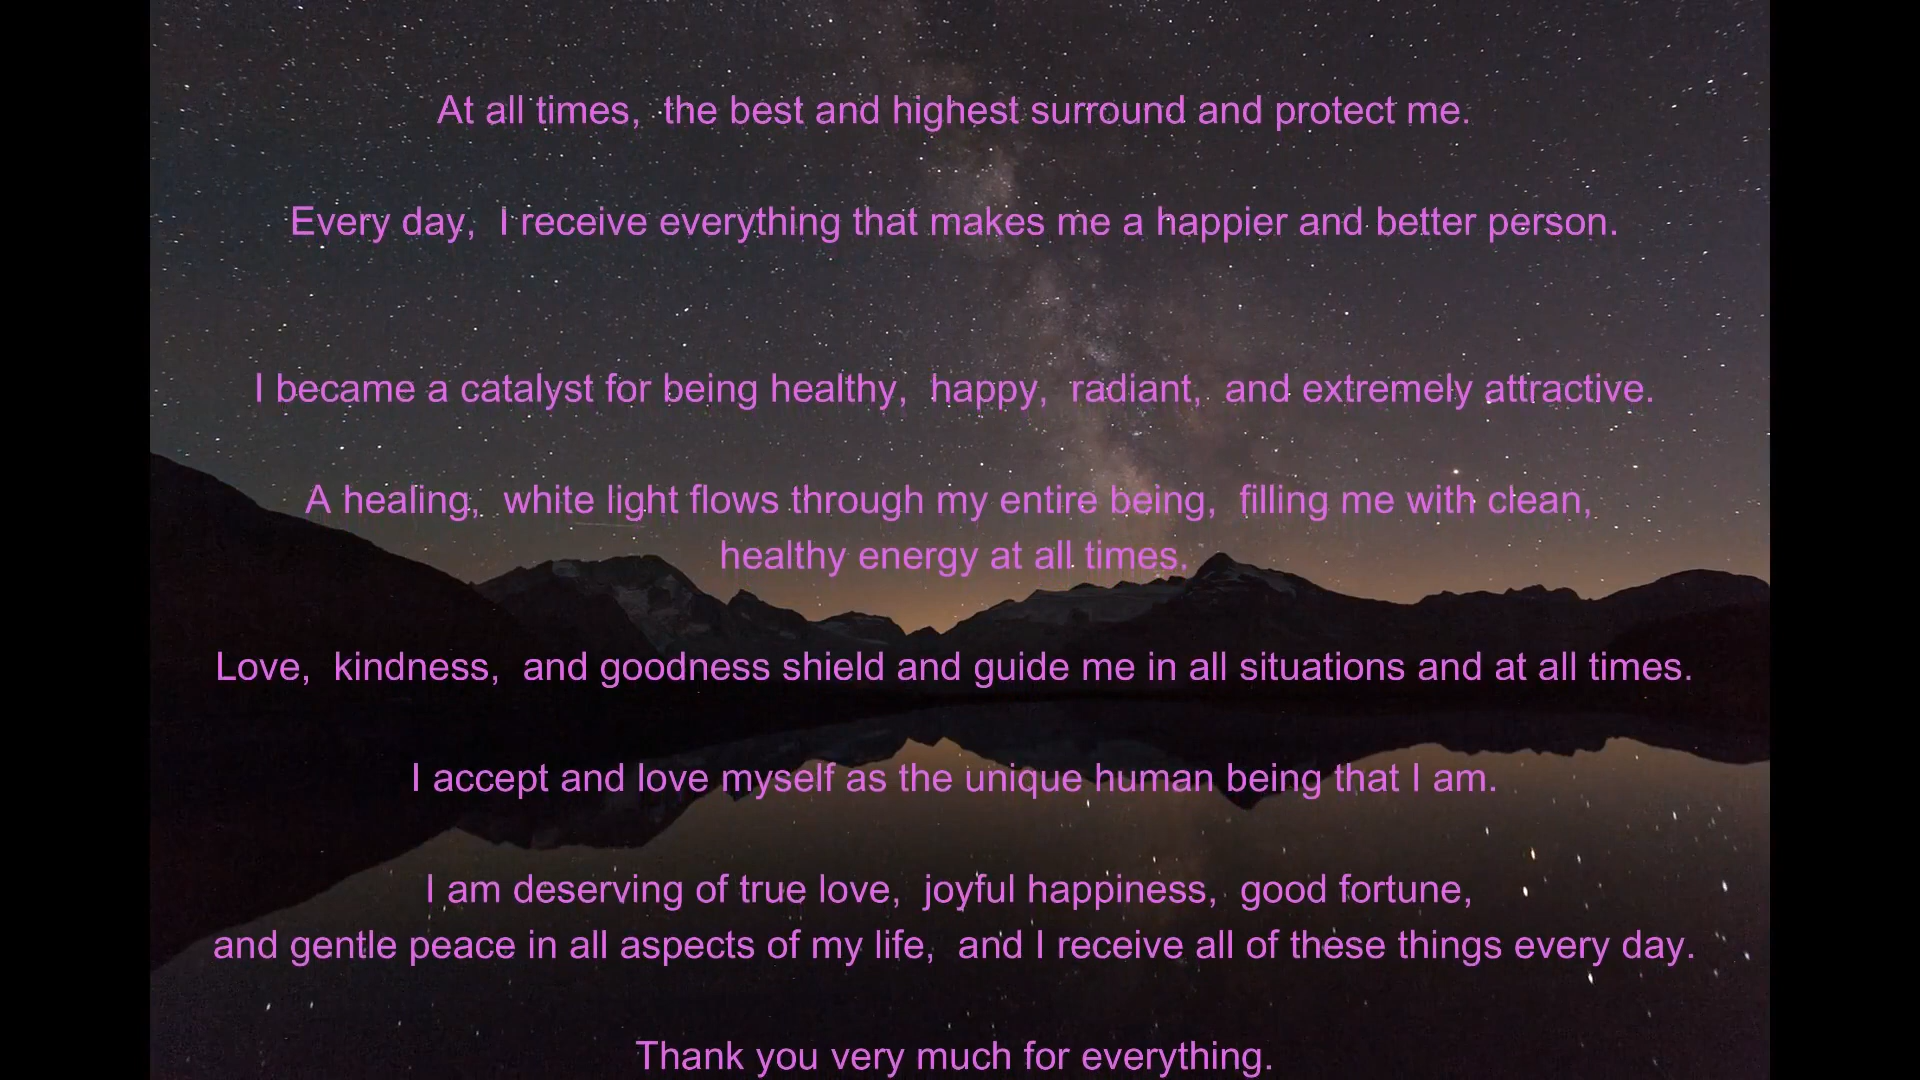 At all times,  the best and highest surround and protect me.
Every day,  I receive everything that makes me a happier and better person.
I became a catalyst for being healthy,  happy,  radiant,  and extremely attractive.
A healing,  white light flows through my entire being,  filling me with clean,
healthy energy at all times.
Love,  kindness,  and goodness shield and guide me in all situations and at all times.
I accept and love myself as the unique human being that I am.
I am deserving of true love,  joyful happiness,  good fortune,
and gentle peace in all aspects of my life,  and I receive all of these things every day.
Thank you very much for everything.